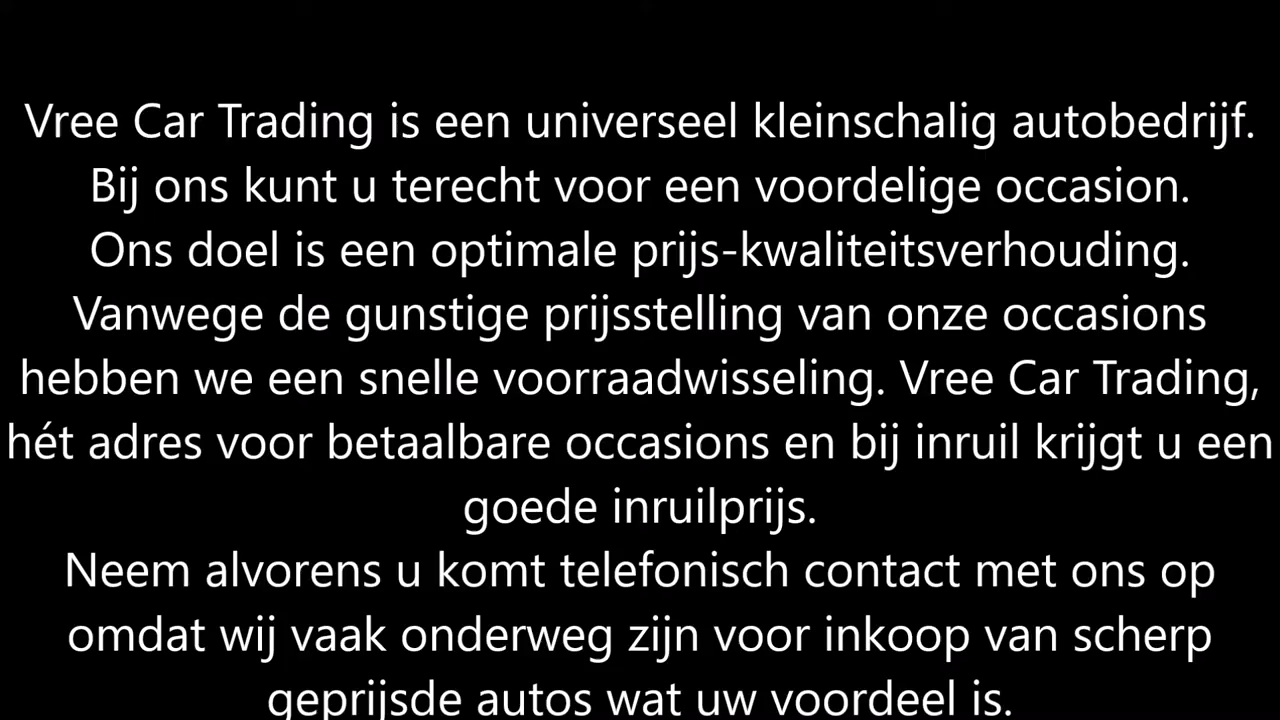 Vree Car Trading is een universeel kleinschalig autobedrijf.
Bij ons kunt u terecht voor een voordelige occasion.
Ons doel is een optimale prijs-kwaliteitsverhouding.
Vanwege de gunstige prijsstelling van onze occasions
hebben we een snelle voorraadwisseling. Vree Car Trading,
hét adres voor betaalbare occasions en bij inruil krijgt u een
goede inruilprijs.
Neem alvorens u komt telefonisch contact met ons op
omdat wij vaak onderweg zijn voor inkoop van scherp
geprijsde autos wat uw voordeel is.